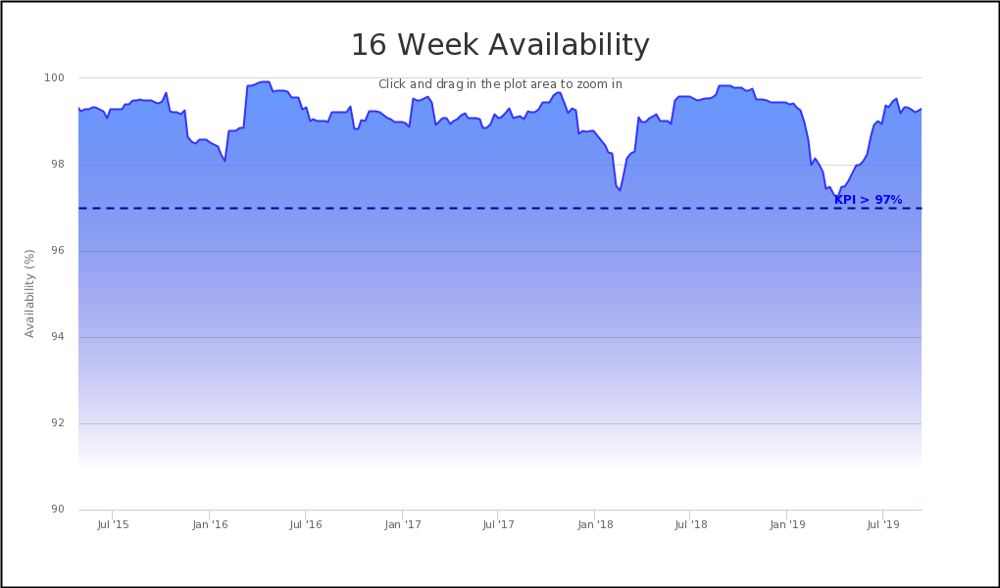 16 Week Availability
Click and drag in the plot area to zoom in
Availability (%)
100
98
96
94
92
90
KPI > 97%
Jul '15
Jan '16
Jul '16
Jan '17
Jul '17
Jan '18
Jul '18
Jan '19
Jul '19